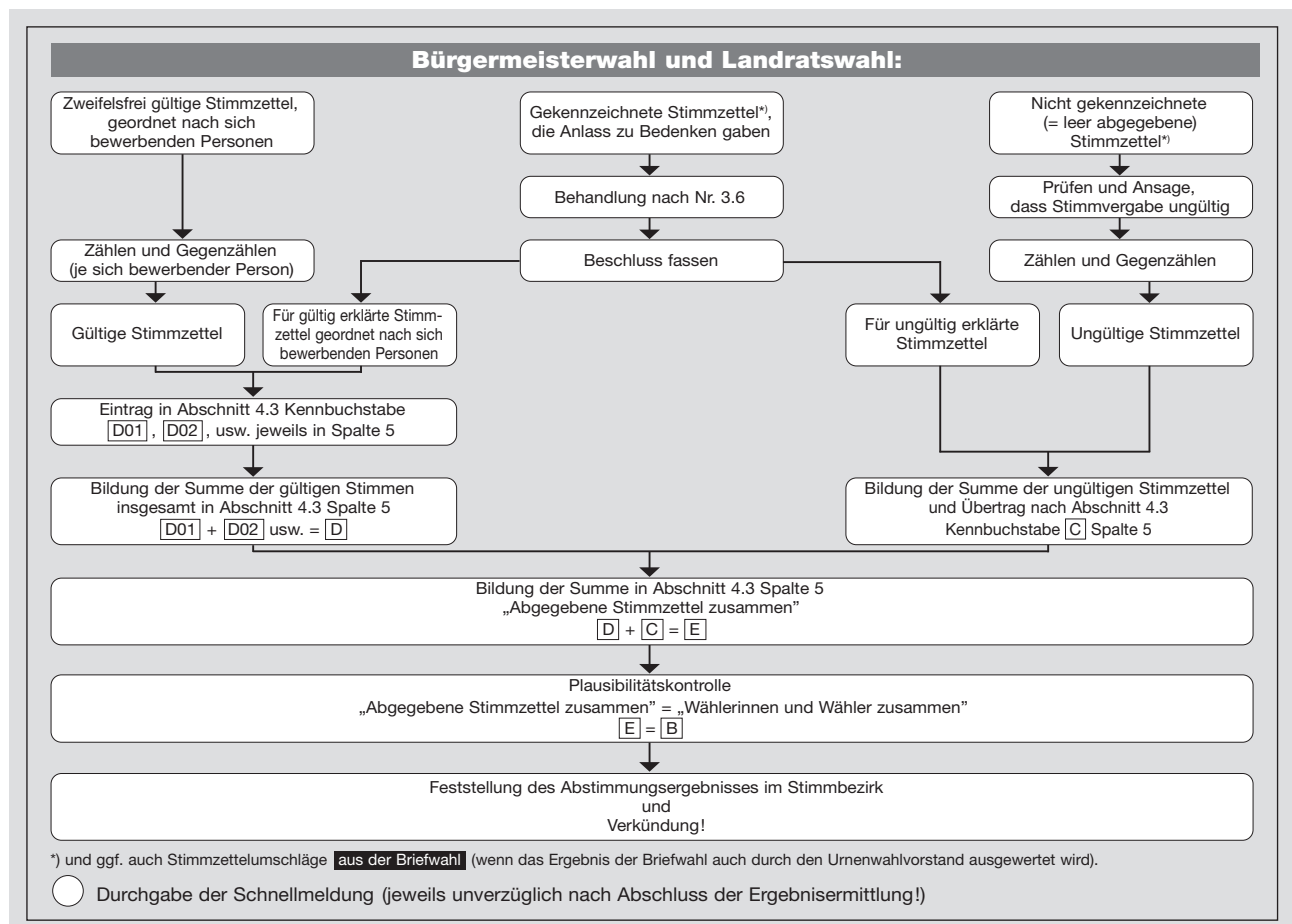 Bürgermeisterwahl und Landratswahl:
Zweifelsfrei gültige Stimmzettel,
geordnet nach sich
bewerbenden Personen
Gekennzeichnete Stimmzettel*),
die Anlass zu Bedenken gaben
Nicht gekennzeichnete
(= leer abgegebene)
Stimmzettel*)
Behandlung nach Nr. 3.6
Prüfen und Ansage,
dass Stimmvergabe ungültig
Zählen und Gegenzählen
(je sich bewerbender Person)
Beschluss fassen
Zählen und Gegenzählen
Gültige Stimmzettel
Für gültig erklärte Stimm-
zettel geordnet nach sich
bewerbenden Personen
Für ungültig erklärte
Stimmzettel
Ungültige Stimmzettel
Eintrag in Abschnitt 4.3 Kennbuchstabe
D01 , D02 , usw. jeweils in Spalte 5
Bildung der Summe der gültigen Stimmen
insgesamt in Abschnitt 4.3 Spalte 5
D01 + D02 usw. = D
Bildung der Summe der ungültigen Stimmzettel
und Übertrag nach Abschnitt 4.3
Kennbuchstabe C Spalte 5
Bildung der Summe in Abschnitt 4.3 Spalte 5
„Abgegebene Stimmzettel zusammen”
D + C = E
Plausibilitätskontrolle
„Abgegebene Stimmzettel zusammen” = „Wählerinnen und Wähler zusammen”
E = B
Feststellung des Abstimmungsergebnisses im Stimmbezirk
und
Verkündung!
*) und ggf. auch Stimmzettelumschläge aus der Briefwahl (wenn das Ergebnis der Briefwahl auch durch den Urnenwahlvorstand ausgewertet wird).
Durchgabe der Schnellmeldung (jeweils unverzüglich nach Abschluss der Ergebnisermittlung!)